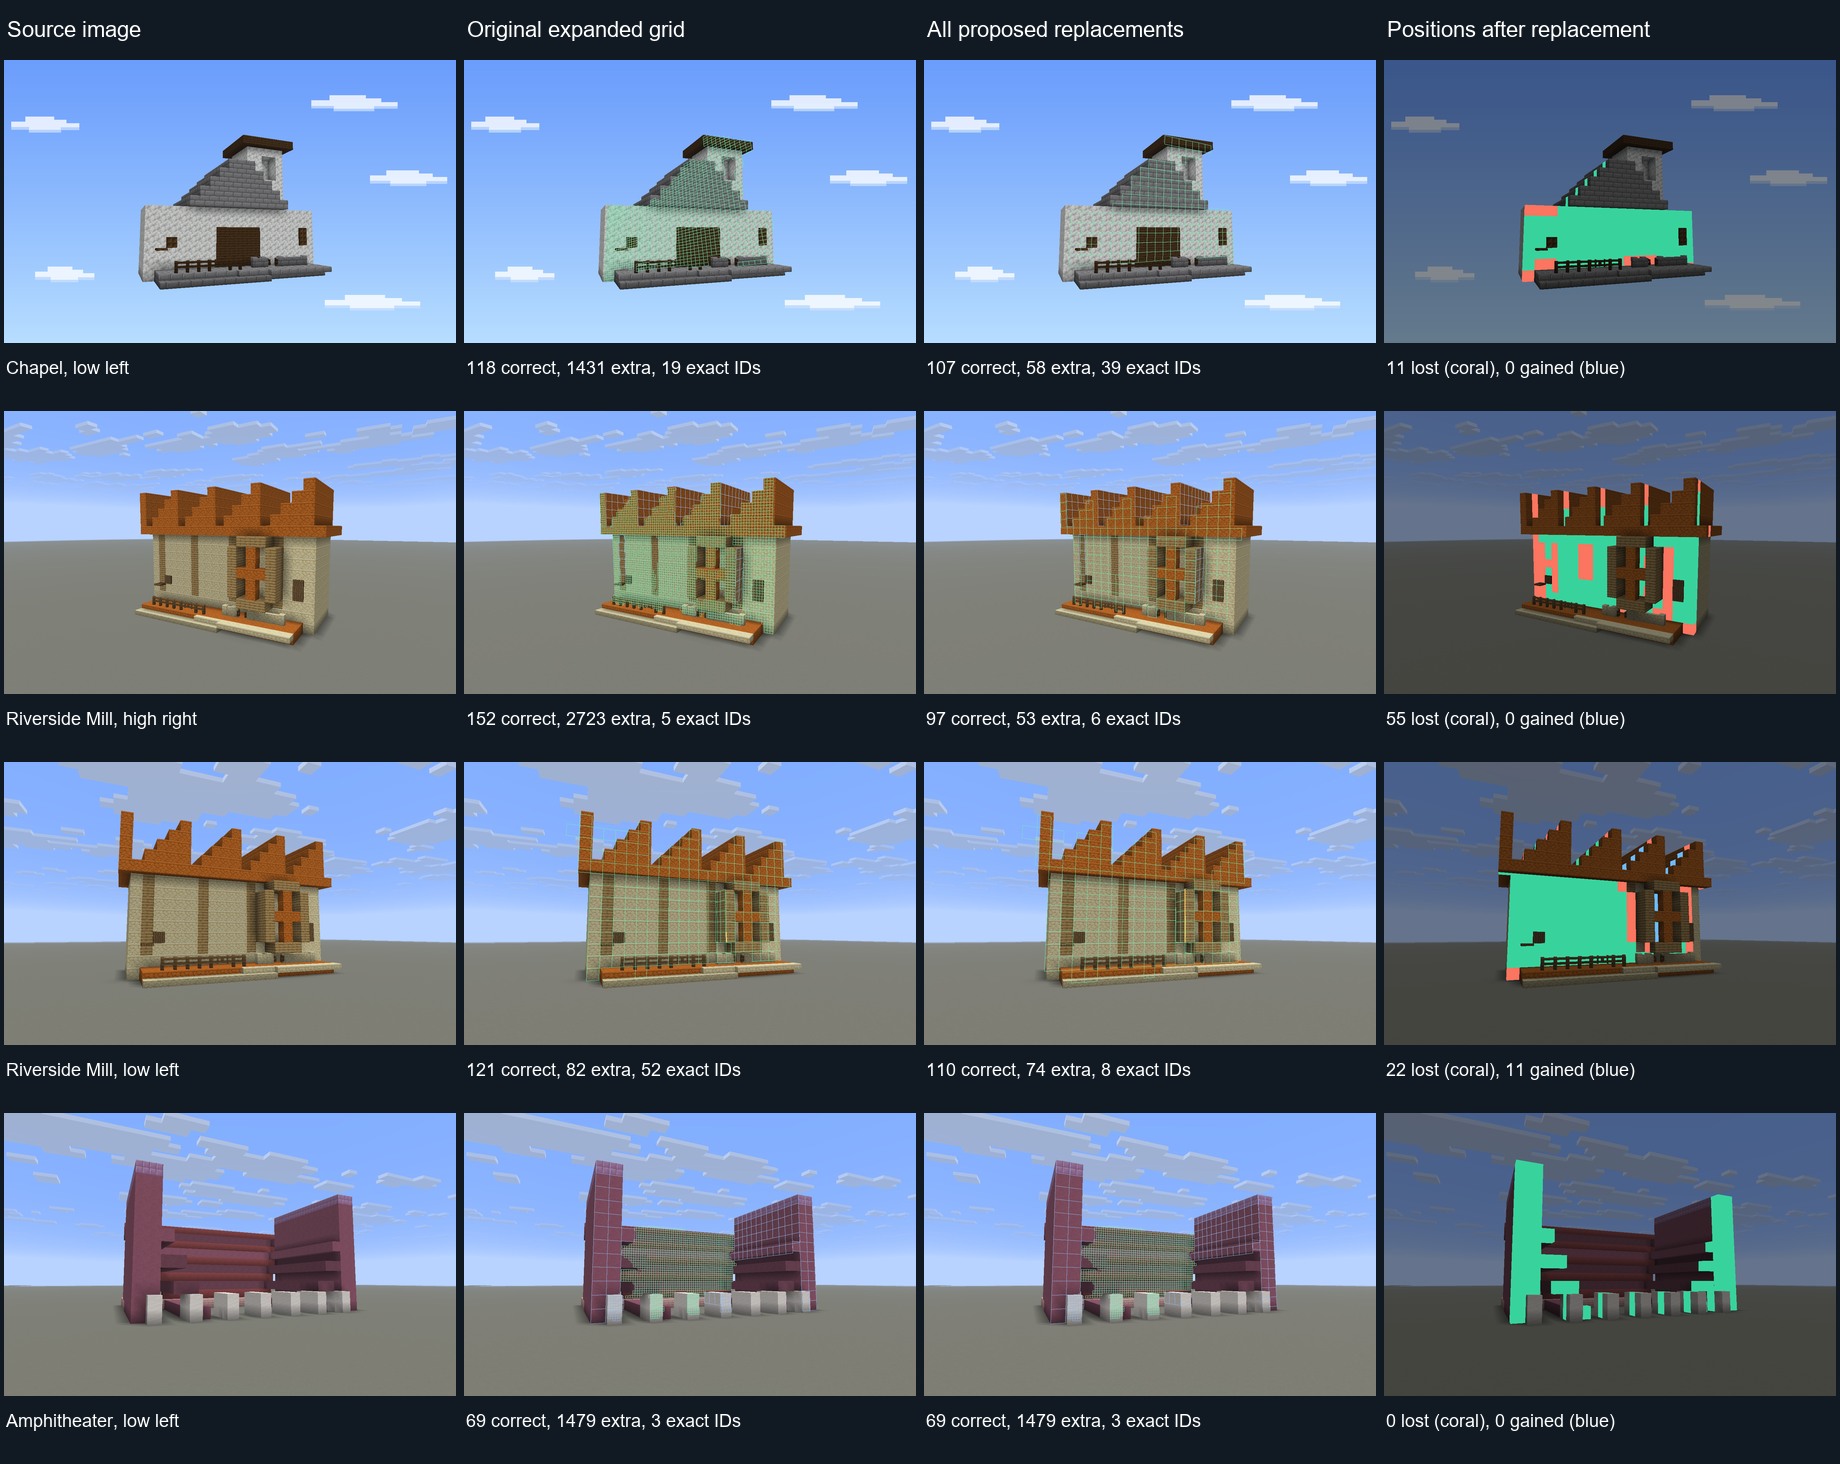 Source image
Original expanded grid
All proposed replacements
Positions after replacement
Chapel, low left
118 correct, 1431 extra, 19 exact IDs
107 correct, 58 extra, 39 exact IDs
11 lost (coral), 0 gained (blue)
Riverside Mill, high right
152 correct, 2723 extra, 5 exact IDs
97 correct, 53 extra, 6 exact IDs
55 lost (coral), 0 gained (blue)
Riverside Mill, low left
121 correct, 82 extra, 52 exact IDs
110 correct, 74 extra, 8 exact IDs
22 lost (coral), 11 gained (blue)
Amphitheater, low left
69 correct, 1479 extra, 3 exact IDs
69 correct, 1479 extra, 3 exact IDs
0 lost (coral), 0 gained (blue)